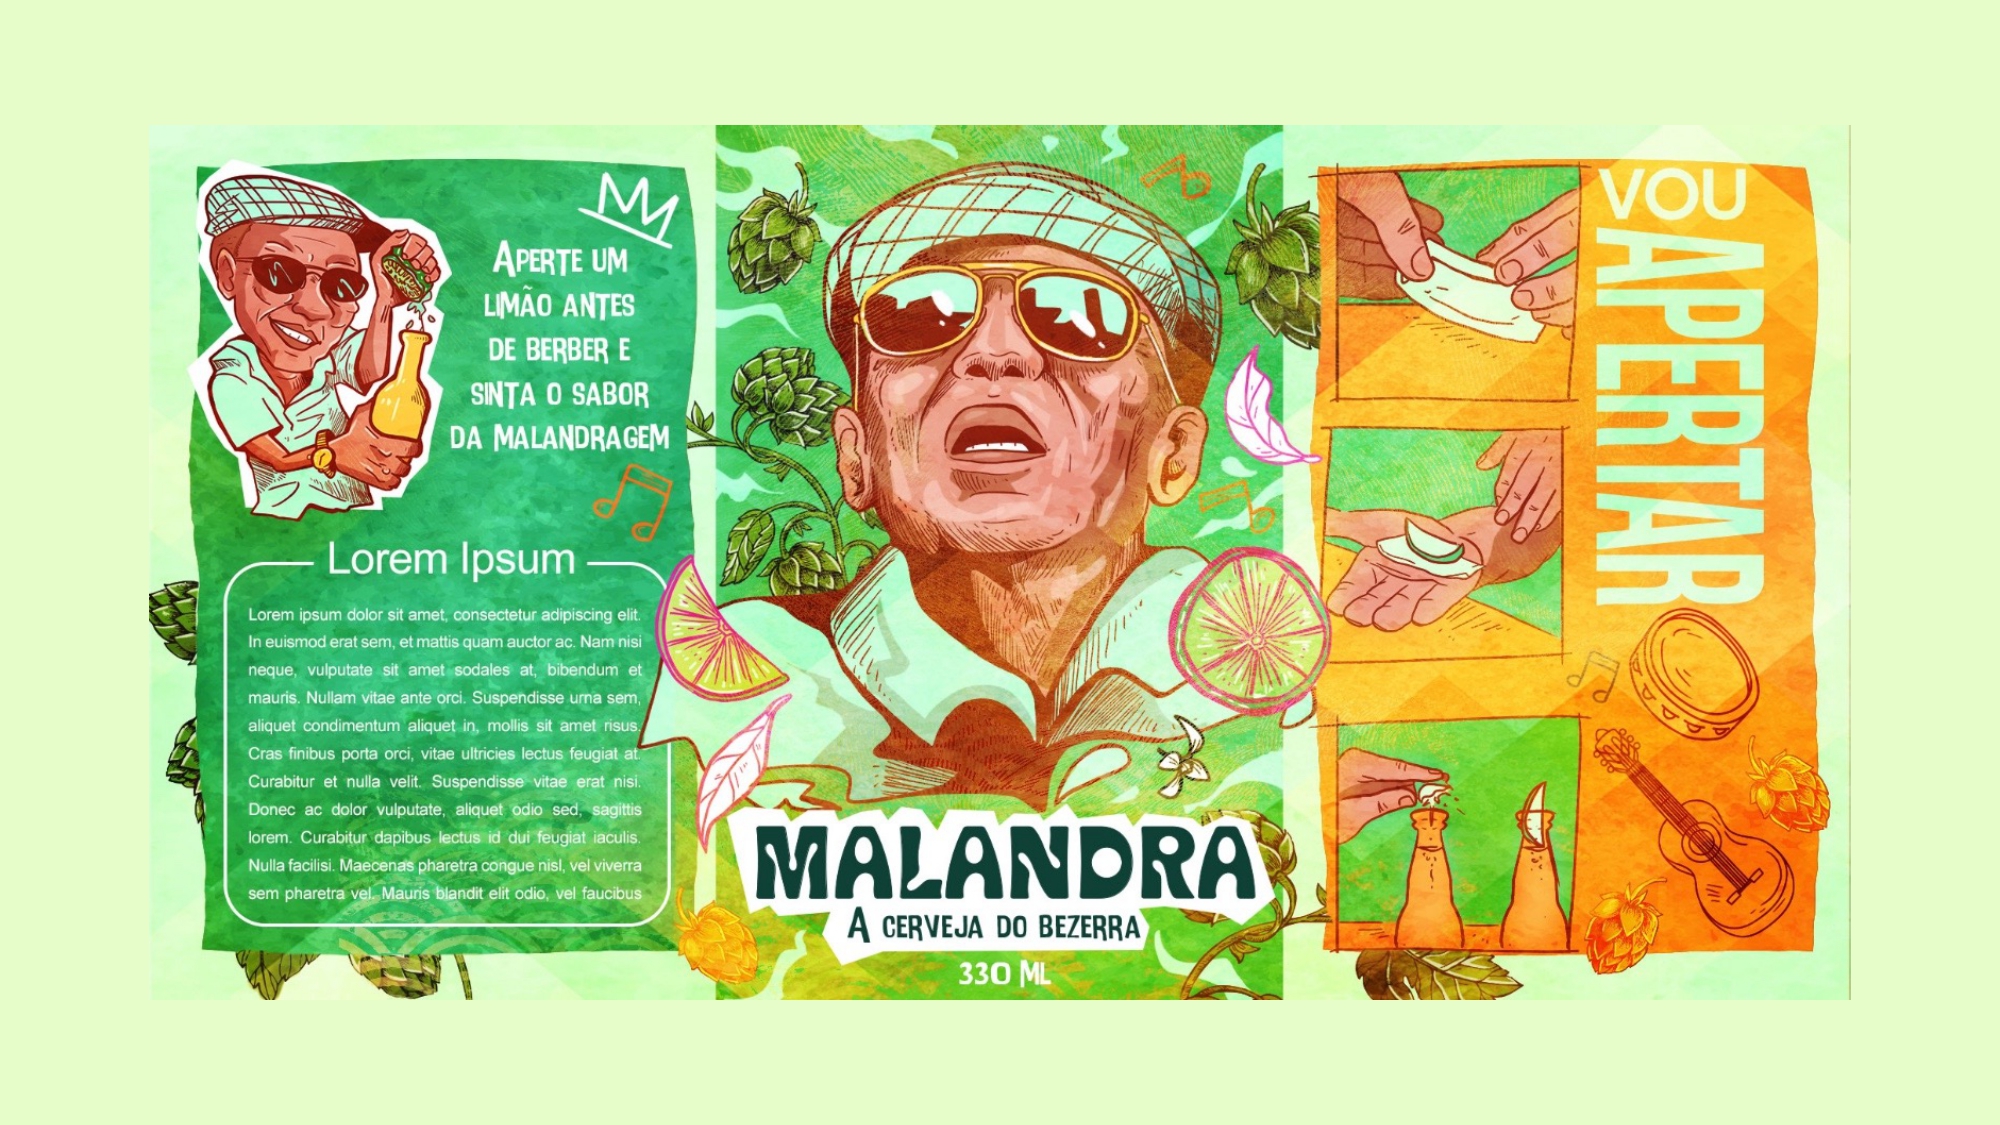 APERTE UM
LIMÃO ANTES
DE BERBER E
SINTA O SABOR
DA MALANDRAGEM
Lorem Ipsum
Lorem ipsum dolor sit amet, consectetur adipiscing elit.
In euismod erat sem, et mattis quam auctor ac. Nam nisi
neque, vulputate sit amet sodales at, bibendum et
mauris. Nullam vitae ante orci. Suspendisse urna sem,
aliquet condimentum aliquet in, mollis sit amet risus.
Cras finibus porta orci, vitae ultricies lectus feugiat at.
Curabitur et nulla velit. Suspendisse vitae erat nisi.
Donec ac dolor vulputate, aliquet odio sed, sagittis
lorem. Curabitur dapibus lectus id dui feugiat iaculis.
Nulla facilisi. Maecenas pharetra congue nisl, vel viverra
sem pharetra vel. Mauris blandit elit odio, vel faucibus
MALANDRA
A CERVEJA DO BEZERRA
330 ML
VOU
APERTAR